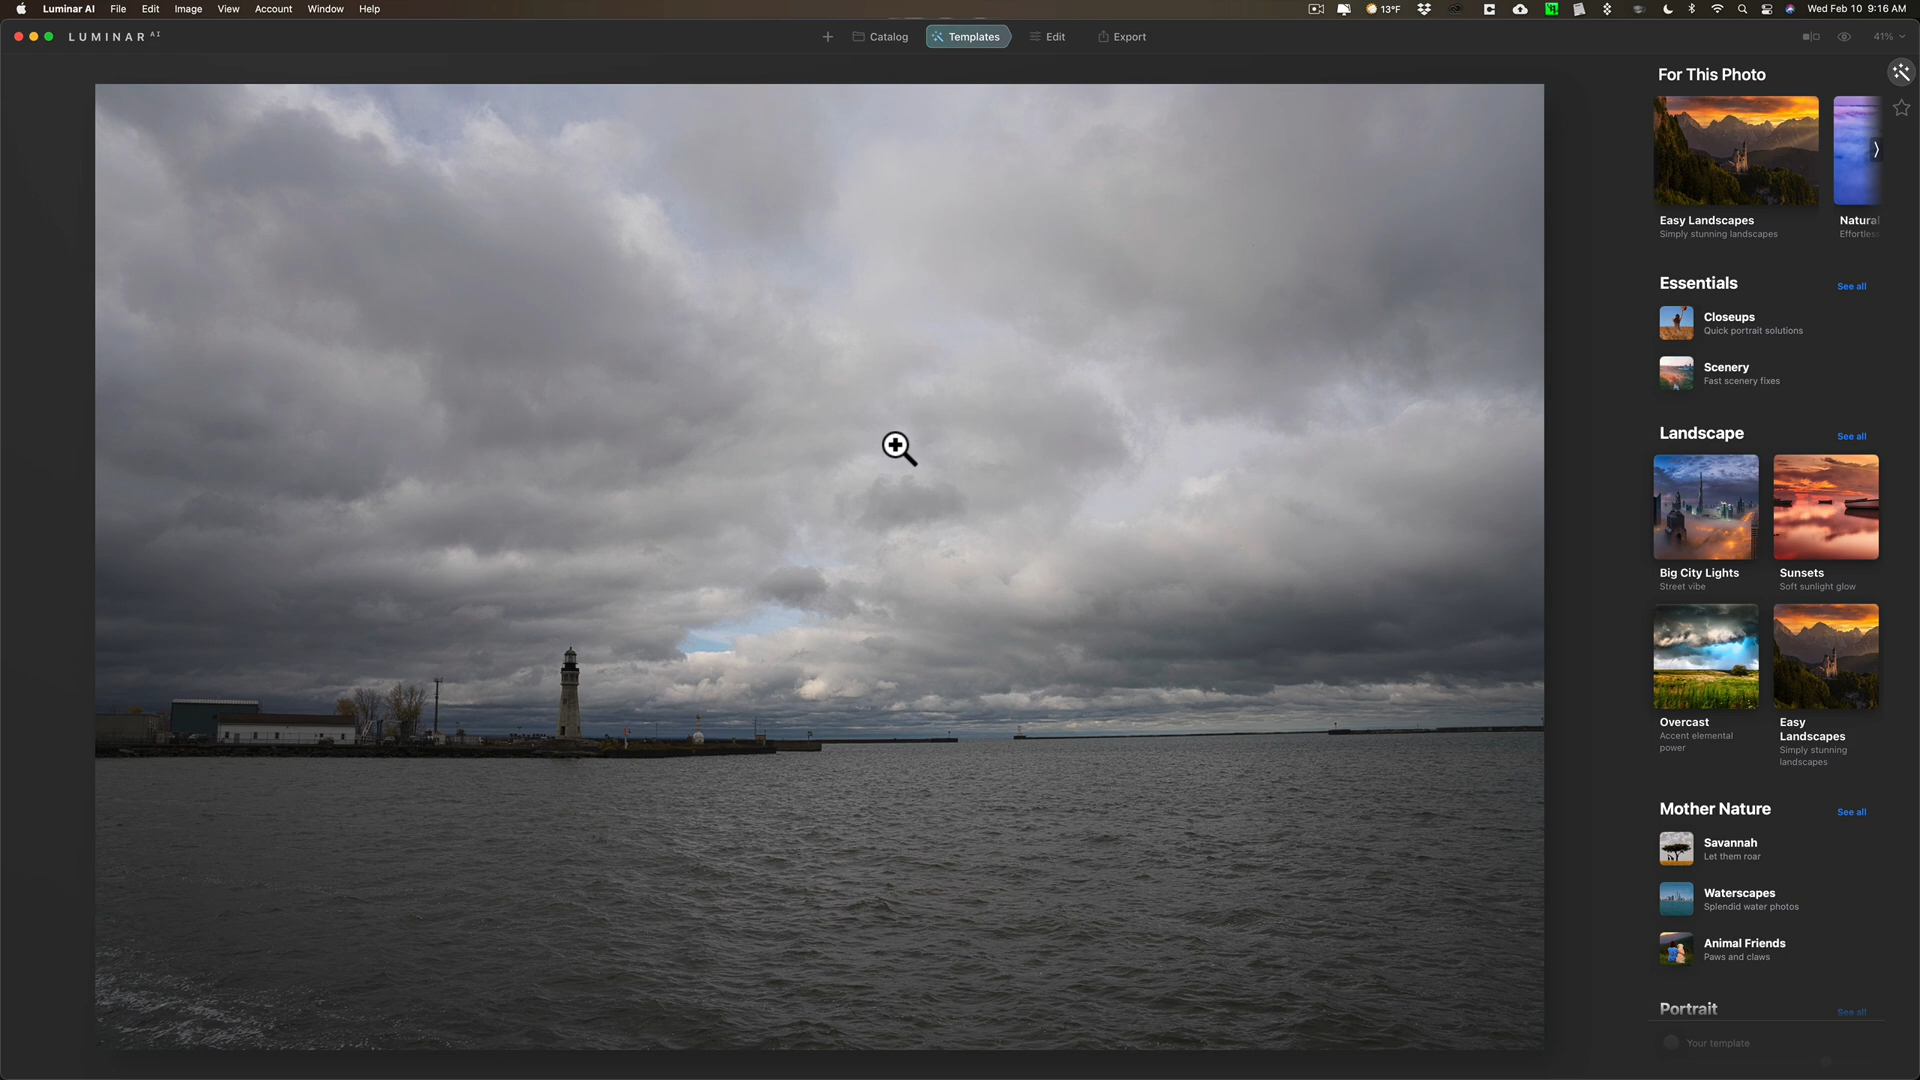 Luminar AI File Edit Image View Account Window Help 13°F Wed Feb 10 9:16 AM
LUMINAR AI Catalog Templates Edit Export 41%
For This Photo
Easy Landscapes
Simply stunning landscapes
Natural
Effortless
Essentials See all
Closeups
Quick portrait solutions
Scenery
Fast scenery fixes
Landscape See all
Big City Lights
Street vibe
Sunsets
Soft sunlight glow
Overcast
Accent elemental
power
Easy
Landscapes
Simply stunning
landscapes
Mother Nature See all
Savannah
Let them roar
Waterscapes
Splendid water photos
Animal Friends
Paws and claws
Portrait See all
Your template